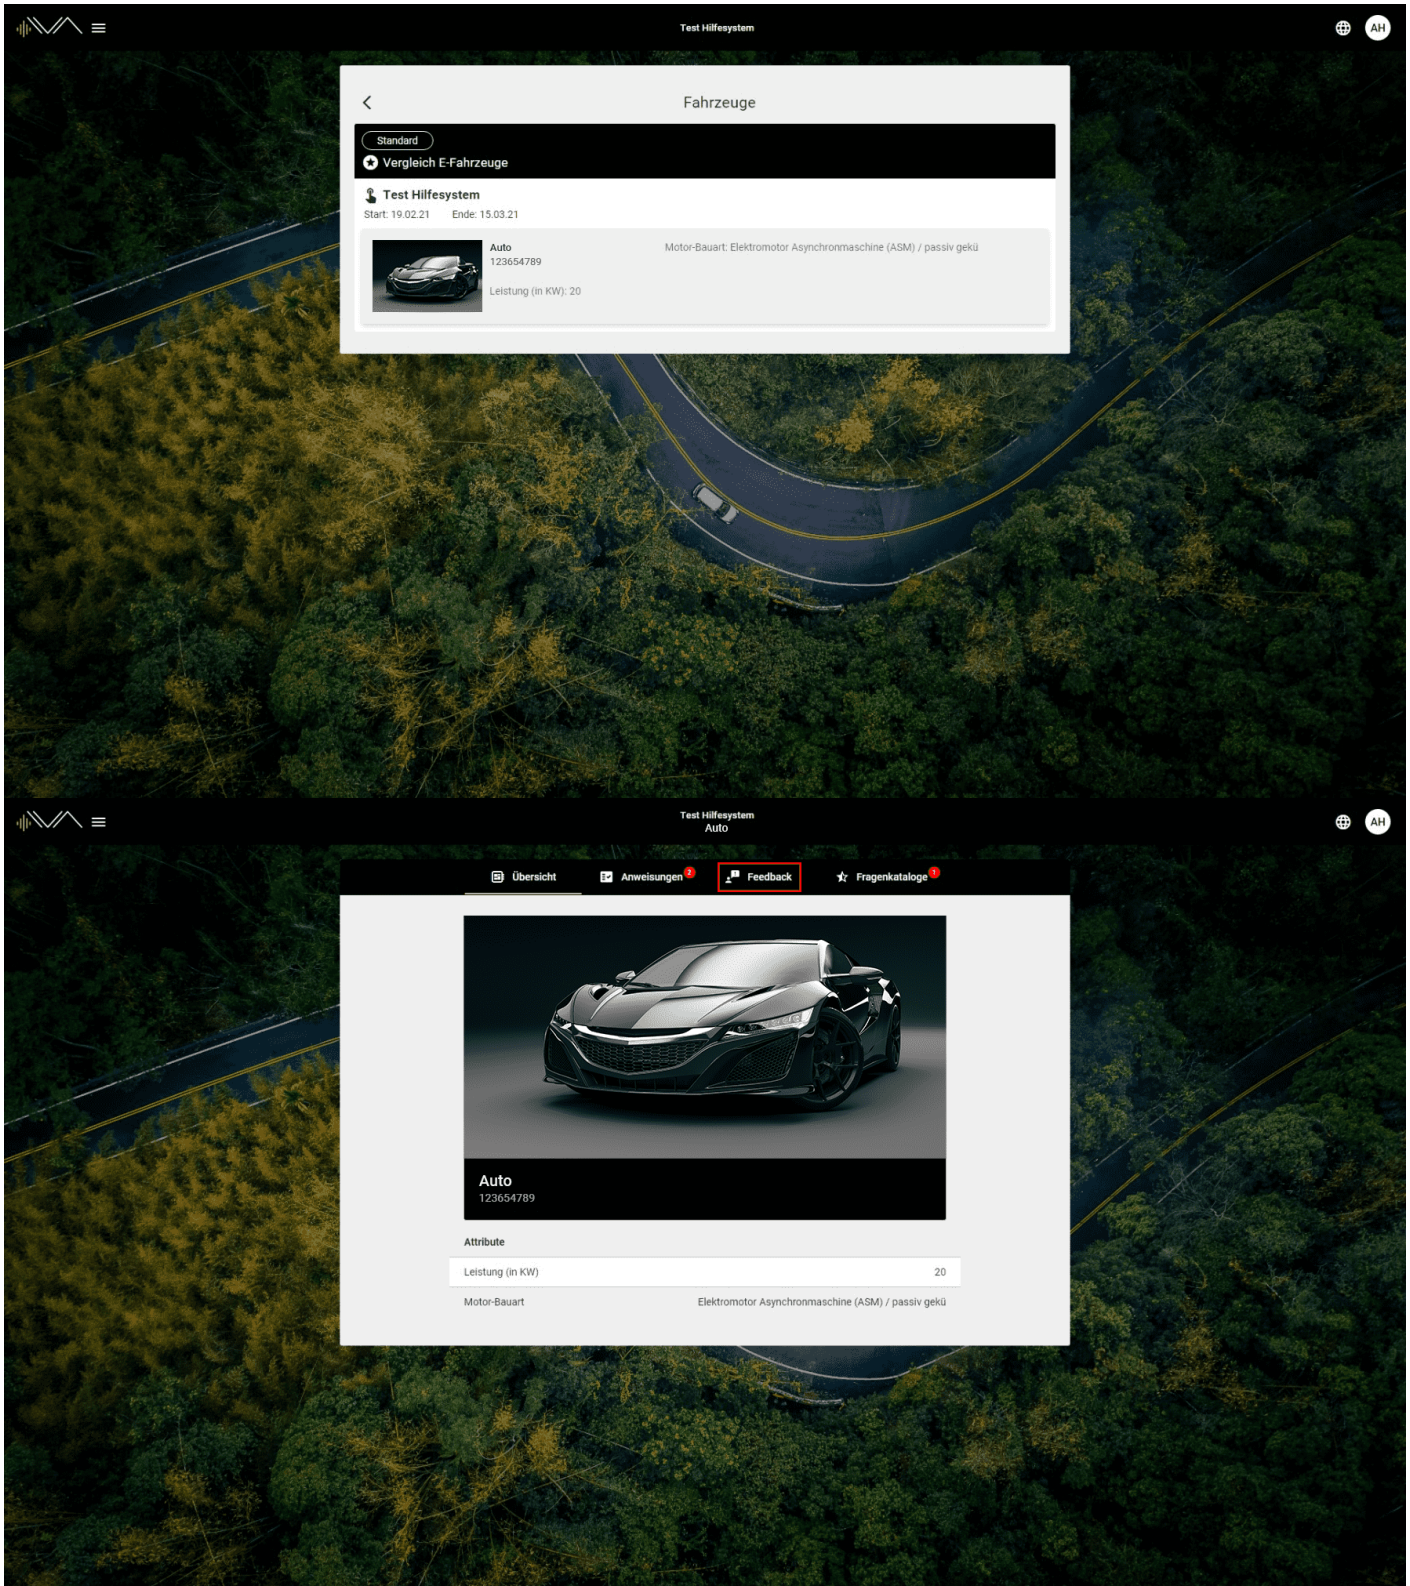 Test Hilfesystem
AH
Fahrzeuge
Standard
Vergleich E-Fahrzeuge
Test Hilfesystem
Start: 19.02.21 Ende: 15.03.21
Auto
123654789
Motor-Bauart: Elektromotor Asynchronmaschine (ASM) / passiv gekü
Leistung (in KW): 20
Test Hilfesystem
Auto
AH
Übersicht Anweisungen 2 Feedback Fragenkataloge 1
Auto
123654789
Attribute
Leistung (in KW) 20
Motor-Bauart Elektromotor Asynchronmaschine (ASM) / passiv gekü